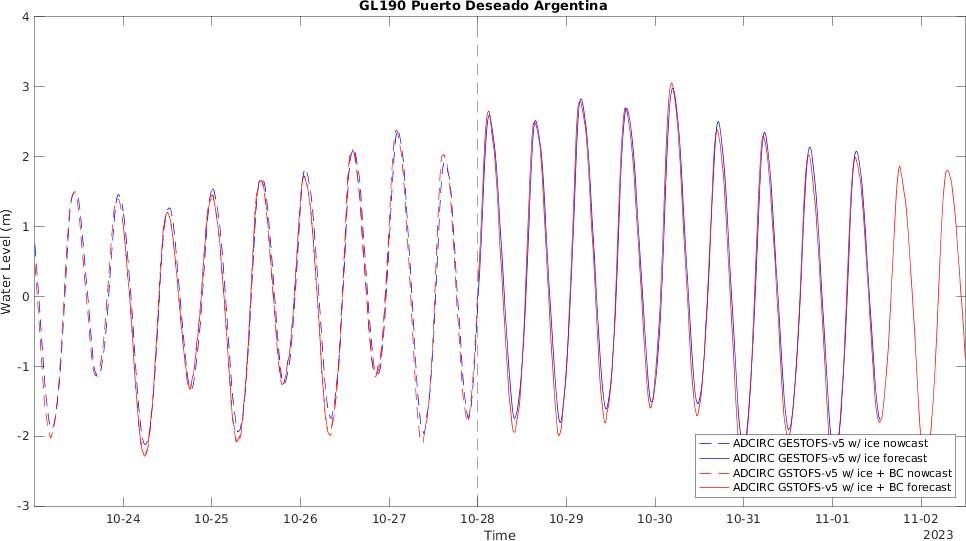 GL190 Puerto Deseado Argentina
4
3
2
1
0
-1
-2
-3
Water Level (m)
10-24
10-25
10-26
10-27
10-28
10-29
10-30
10-31
11-01
11-02
Time
2023
ADCIRC GESTOFS-v5 w/ ice nowcast
ADCIRC GESTOFS-v5 w/ ice forecast
ADCIRC GSTOFS-v5 w/ ice + BC nowcast
ADCIRC GSTOFS-v5 w/ ice + BC forecast